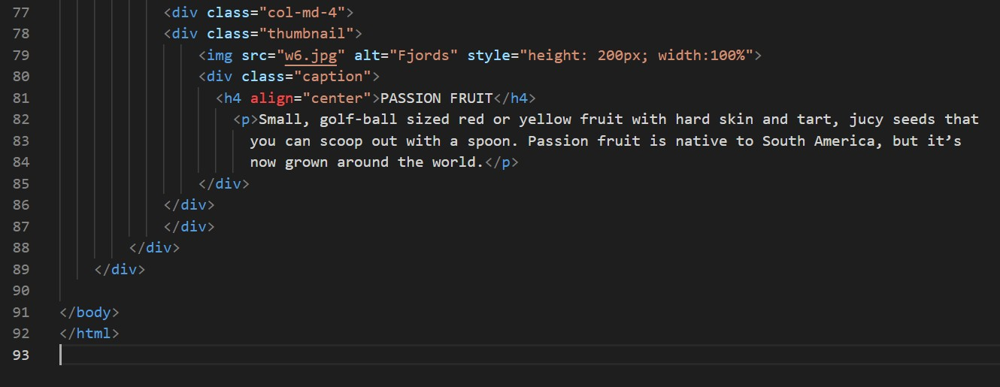 77 <div class="col-md-4">
78 <div class="thumbnail">
79 <img src="w6.jpg" alt="Fjords" style="height: 200px; width:100%">
80 <div class="caption">
81 <h4 align="center">PASSION FRUIT</h4>
82 <p>Small, golf-ball sized red or yellow fruit with hard skin and tart, jucy seeds that
83 you can scoop out with a spoon. Passion fruit is native to South America, but it’s
84 now grown around the world.</p>
85 </div>
86 </div>
87 </div>
88 </div>
89 </div>
90
91 </body>
92 </html>
93